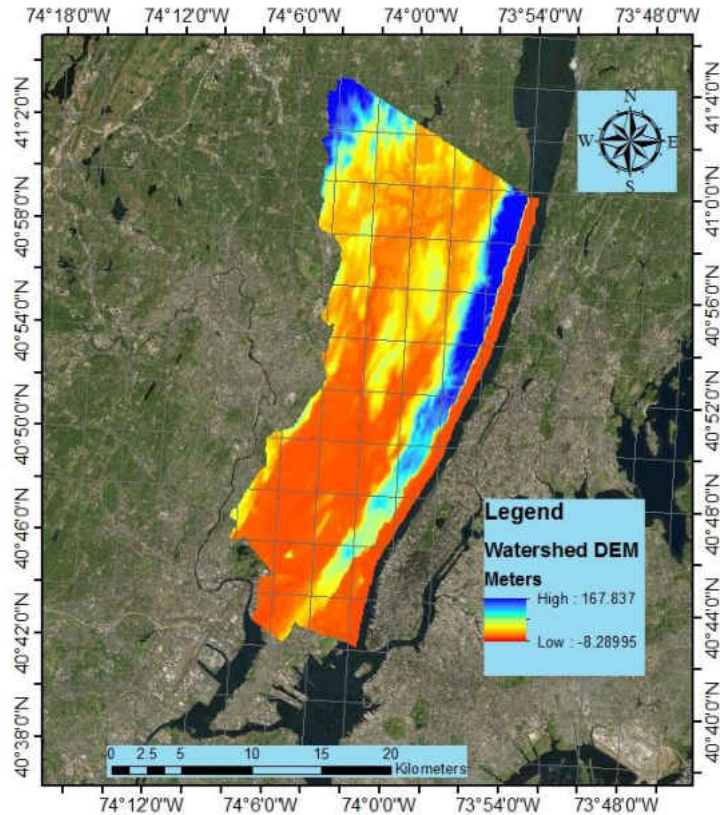 74°18'0"W 74°12'0"W 74°6'0"W 74°0'0"W 73°54'0"W 73°48'0"W
41°2'0"N
40°58'0"N
40°54'0"N
40°50'0"N
40°46'0"N
40°42'0"N
40°38'0"N
41°4'0"N
41°0'0"N
40°56'0"N
40°52'0"N
40°48'0"N
40°44'0"N
40°40'0"N
N
W E
S
Legend
Watershed DEM
Meters
High : 167.837
Low : -8.28995
0 2.5 5 10 15 20
Kilometers
74°12'0"W 74°6'0"W 74°0'0"W 73°54'0"W 73°48'0"W